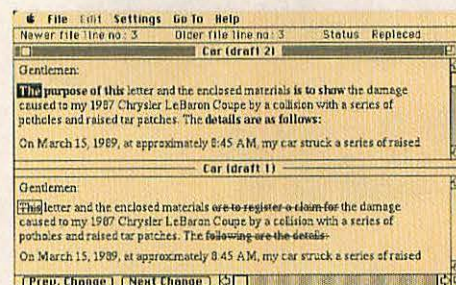 File Edit Settings Go To Help
Newer file line no.: 3 Older file line no.: 3 Status Replaced
Car (draft 2)
Gentlemen:
The purpose of this letter and the enclosed materials is to show the damage
caused to my 1987 Chrysler LeBaron Coupe by a collision with a series of
potholes and raised tar patches. The details are as follows:
On March 15, 1989, at approximately 8:45 AM, my car struck a series of raised
Car (draft 1)
Gentlemen:
This letter and the enclosed materials are to register a claim for the damage
caused to my 1987 Chrysler LeBaron Coupe by a collision with a series of
potholes and raised tar patches. The following are the details:
On March 15, 1989, at approximately 8:45 AM, my car struck a series of raised
Prev. Change Next Change